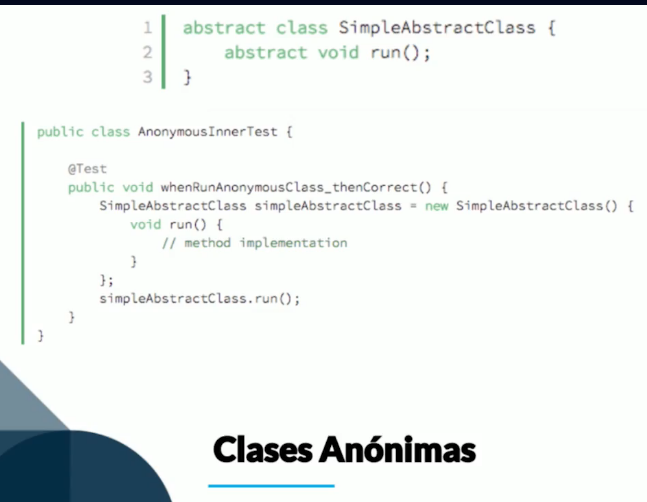 1 abstract class SimpleAbstractClass {
2 abstract void run();
3 }
public class AnonymousInnerTest {
@Test
public void whenRunAnonymousClass_thenCorrect() {
SimpleAbstractClass simpleAbstractClass = new SimpleAbstractClass() {
void run() {
// method implementation
}
};
simpleAbstractClass.run();
}
}
Clases Anónimas